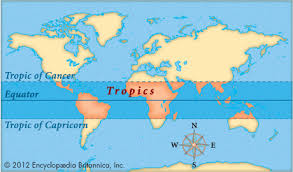 Tropic of Cancer
Equator
Tropics
Tropic of Capricorn
N
W E
S
© 2012 Encyclopædia Britannica, Inc.